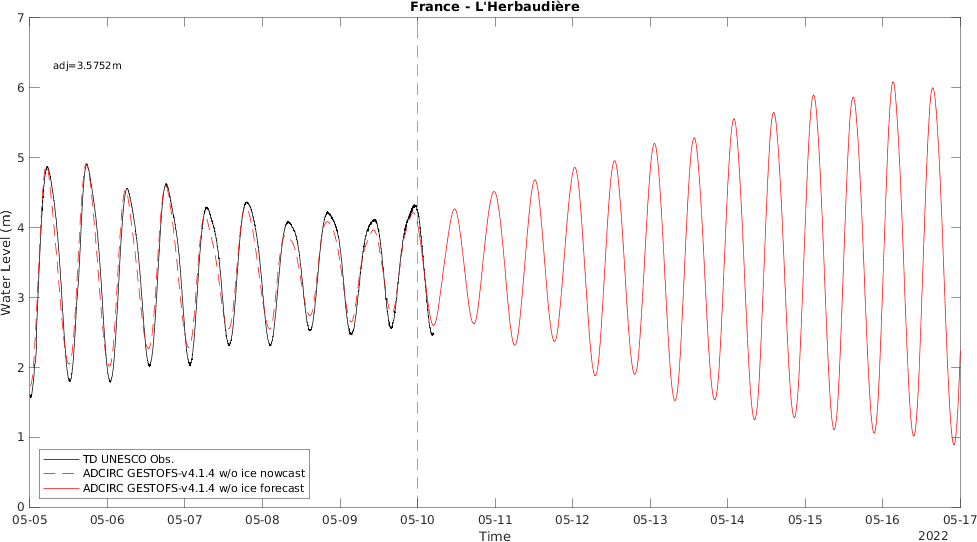 France - L'Herbaudière
7
adj=3.5752m
6
5
4
3
2
1
0
Water Level (m)
TD UNESCO Obs.
ADCIRC GESTOFS-v4.1.4 w/o ice nowcast
ADCIRC GESTOFS-v4.1.4 w/o ice forecast
05-05 05-06 05-07 05-08 05-09 05-10 05-11 05-12 05-13 05-14 05-15 05-16 05-17
Time
2022